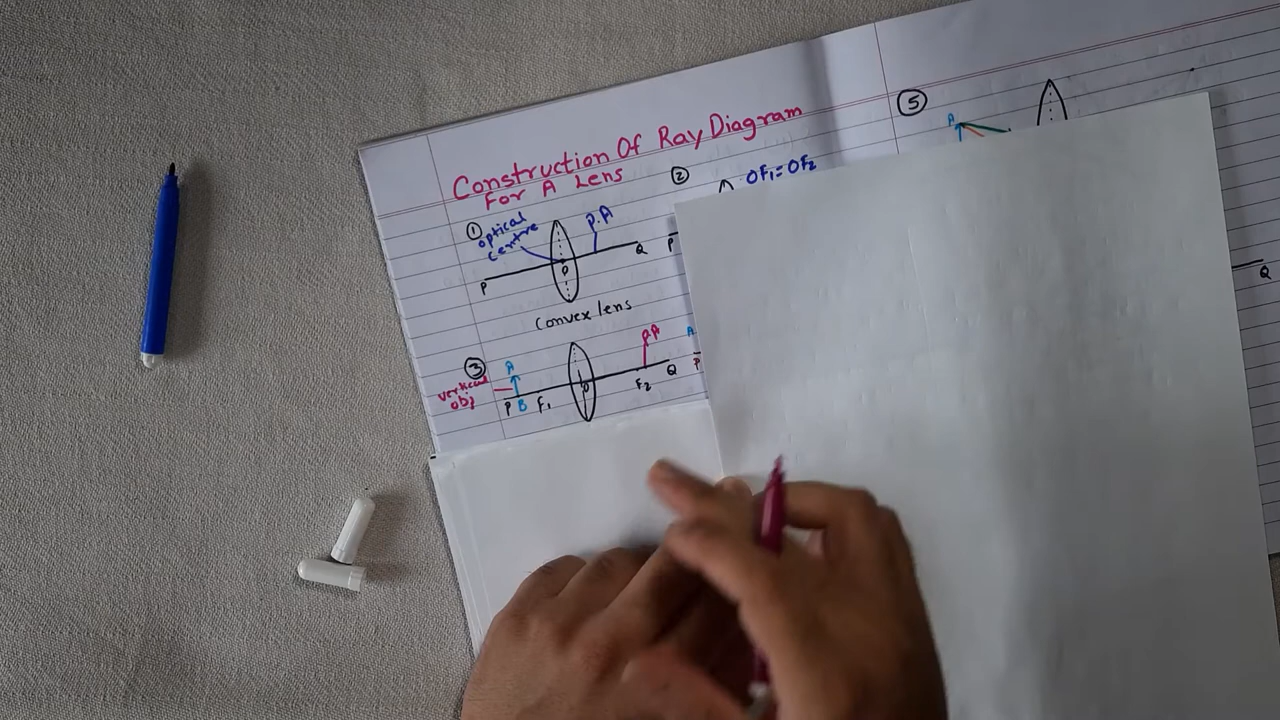 Construction Of Ray Diagram
For A Lens
①
optical
centre
P.A
P
O
Q
Convex lens
②
OF₁ = OF₂
P
③
vertical
obj
A
P B F₁
O
P.A
F₂ Q
A
P
⑤
A
Q